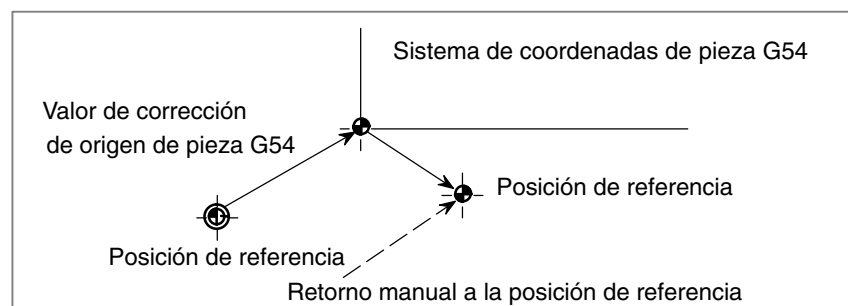 Sistema de coordenadas de pieza G54
Valor de corrección
de origen de pieza G54
Posición de referencia
Posición de referencia
Retorno manual a la posición de referencia